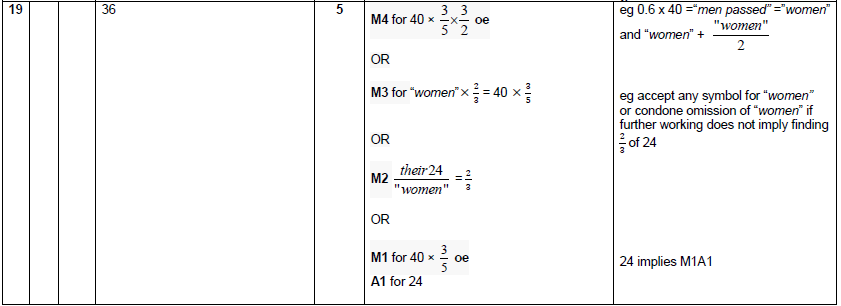 19 36 5 M4 for 40 × 3/5 × 3/2 oe eg 0.6 x 40 ="men passed" ="women"
and "women" + "women"/2
OR
M3 for "women" × 2/3 = 40 × 3/5
eg accept any symbol for "women"
or condone omission of "women" if
further working does not imply finding
2/3 of 24
OR
M2 their 24/"women" = 2/3
OR
M1 for 40 × 3/5 oe 24 implies M1A1
A1 for 24